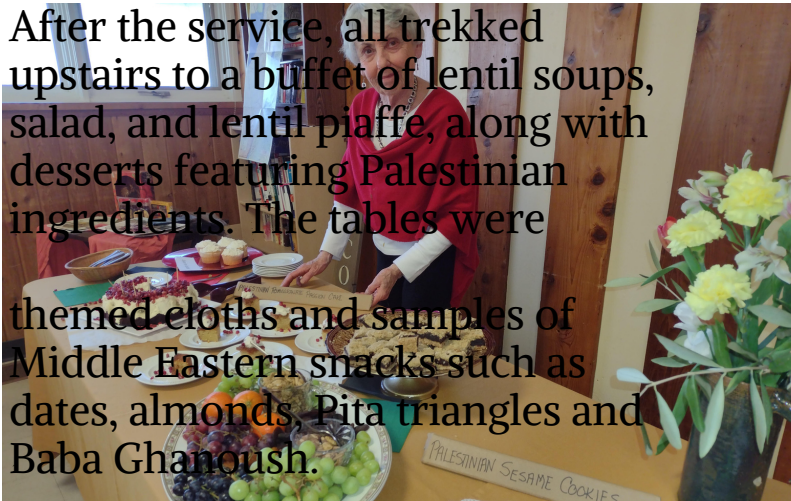 After the service, all trekked
upstairs to a buffet of lentil soups,
salad, and lentil piaffe, along with
desserts featuring Palestinian
ingredients. The tables were
themed cloths and samples of
Middle Eastern snacks such as
dates, almonds, Pita triangles and
Baba Ghanoush.
PALESTINIAN SESAME COOKIES